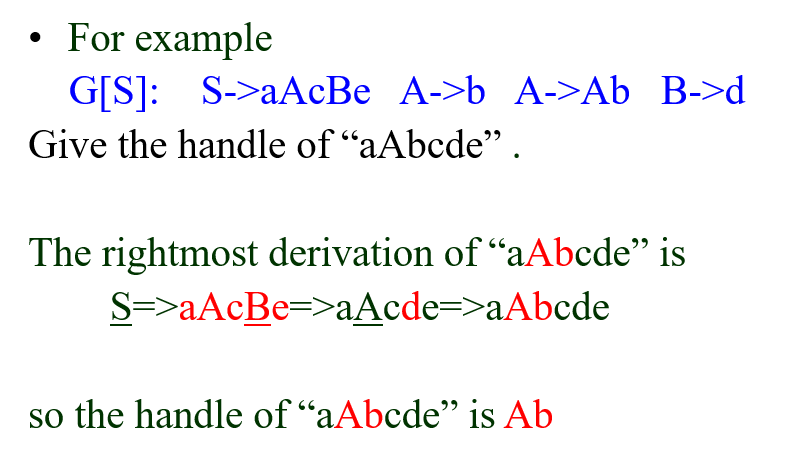 • For example
G[S]: S->aAcBe A->b A->Ab B->d
Give the handle of “aAbcde” .
The rightmost derivation of “aAbcde” is
S=>aAcBe=>aAcde=>aAbcde
so the handle of “aAbcde” is Ab